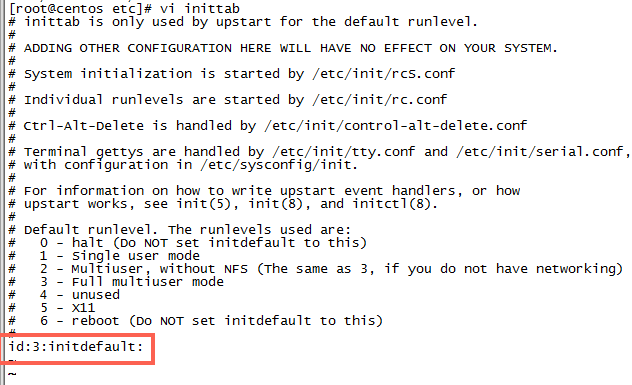 [root@centos etc]# vi inittab
# inittab is only used by upstart for the default runlevel.
#
# ADDING OTHER CONFIGURATION HERE WILL HAVE NO EFFECT ON YOUR SYSTEM.
#
# System initialization is started by /etc/init/rcS.conf
#
# Individual runlevels are started by /etc/init/rc.conf
#
# Ctrl-Alt-Delete is handled by /etc/init/control-alt-delete.conf
#
# Terminal gettys are handled by /etc/init/tty.conf and /etc/init/serial.conf,
# with configuration in /etc/sysconfig/init.
#
# For information on how to write upstart event handlers, or how
# upstart works, see init(5), init(8), and initctl(8).
#
# Default runlevel. The runlevels used are:
#   0 - halt (Do NOT set initdefault to this)
#   1 - Single user mode
#   2 - Multiuser, without NFS (The same as 3, if you do not have networking)
#   3 - Full multiuser mode
#   4 - unused
#   5 - X11
#   6 - reboot (Do NOT set initdefault to this)
#
id:3:initdefault:
~
~